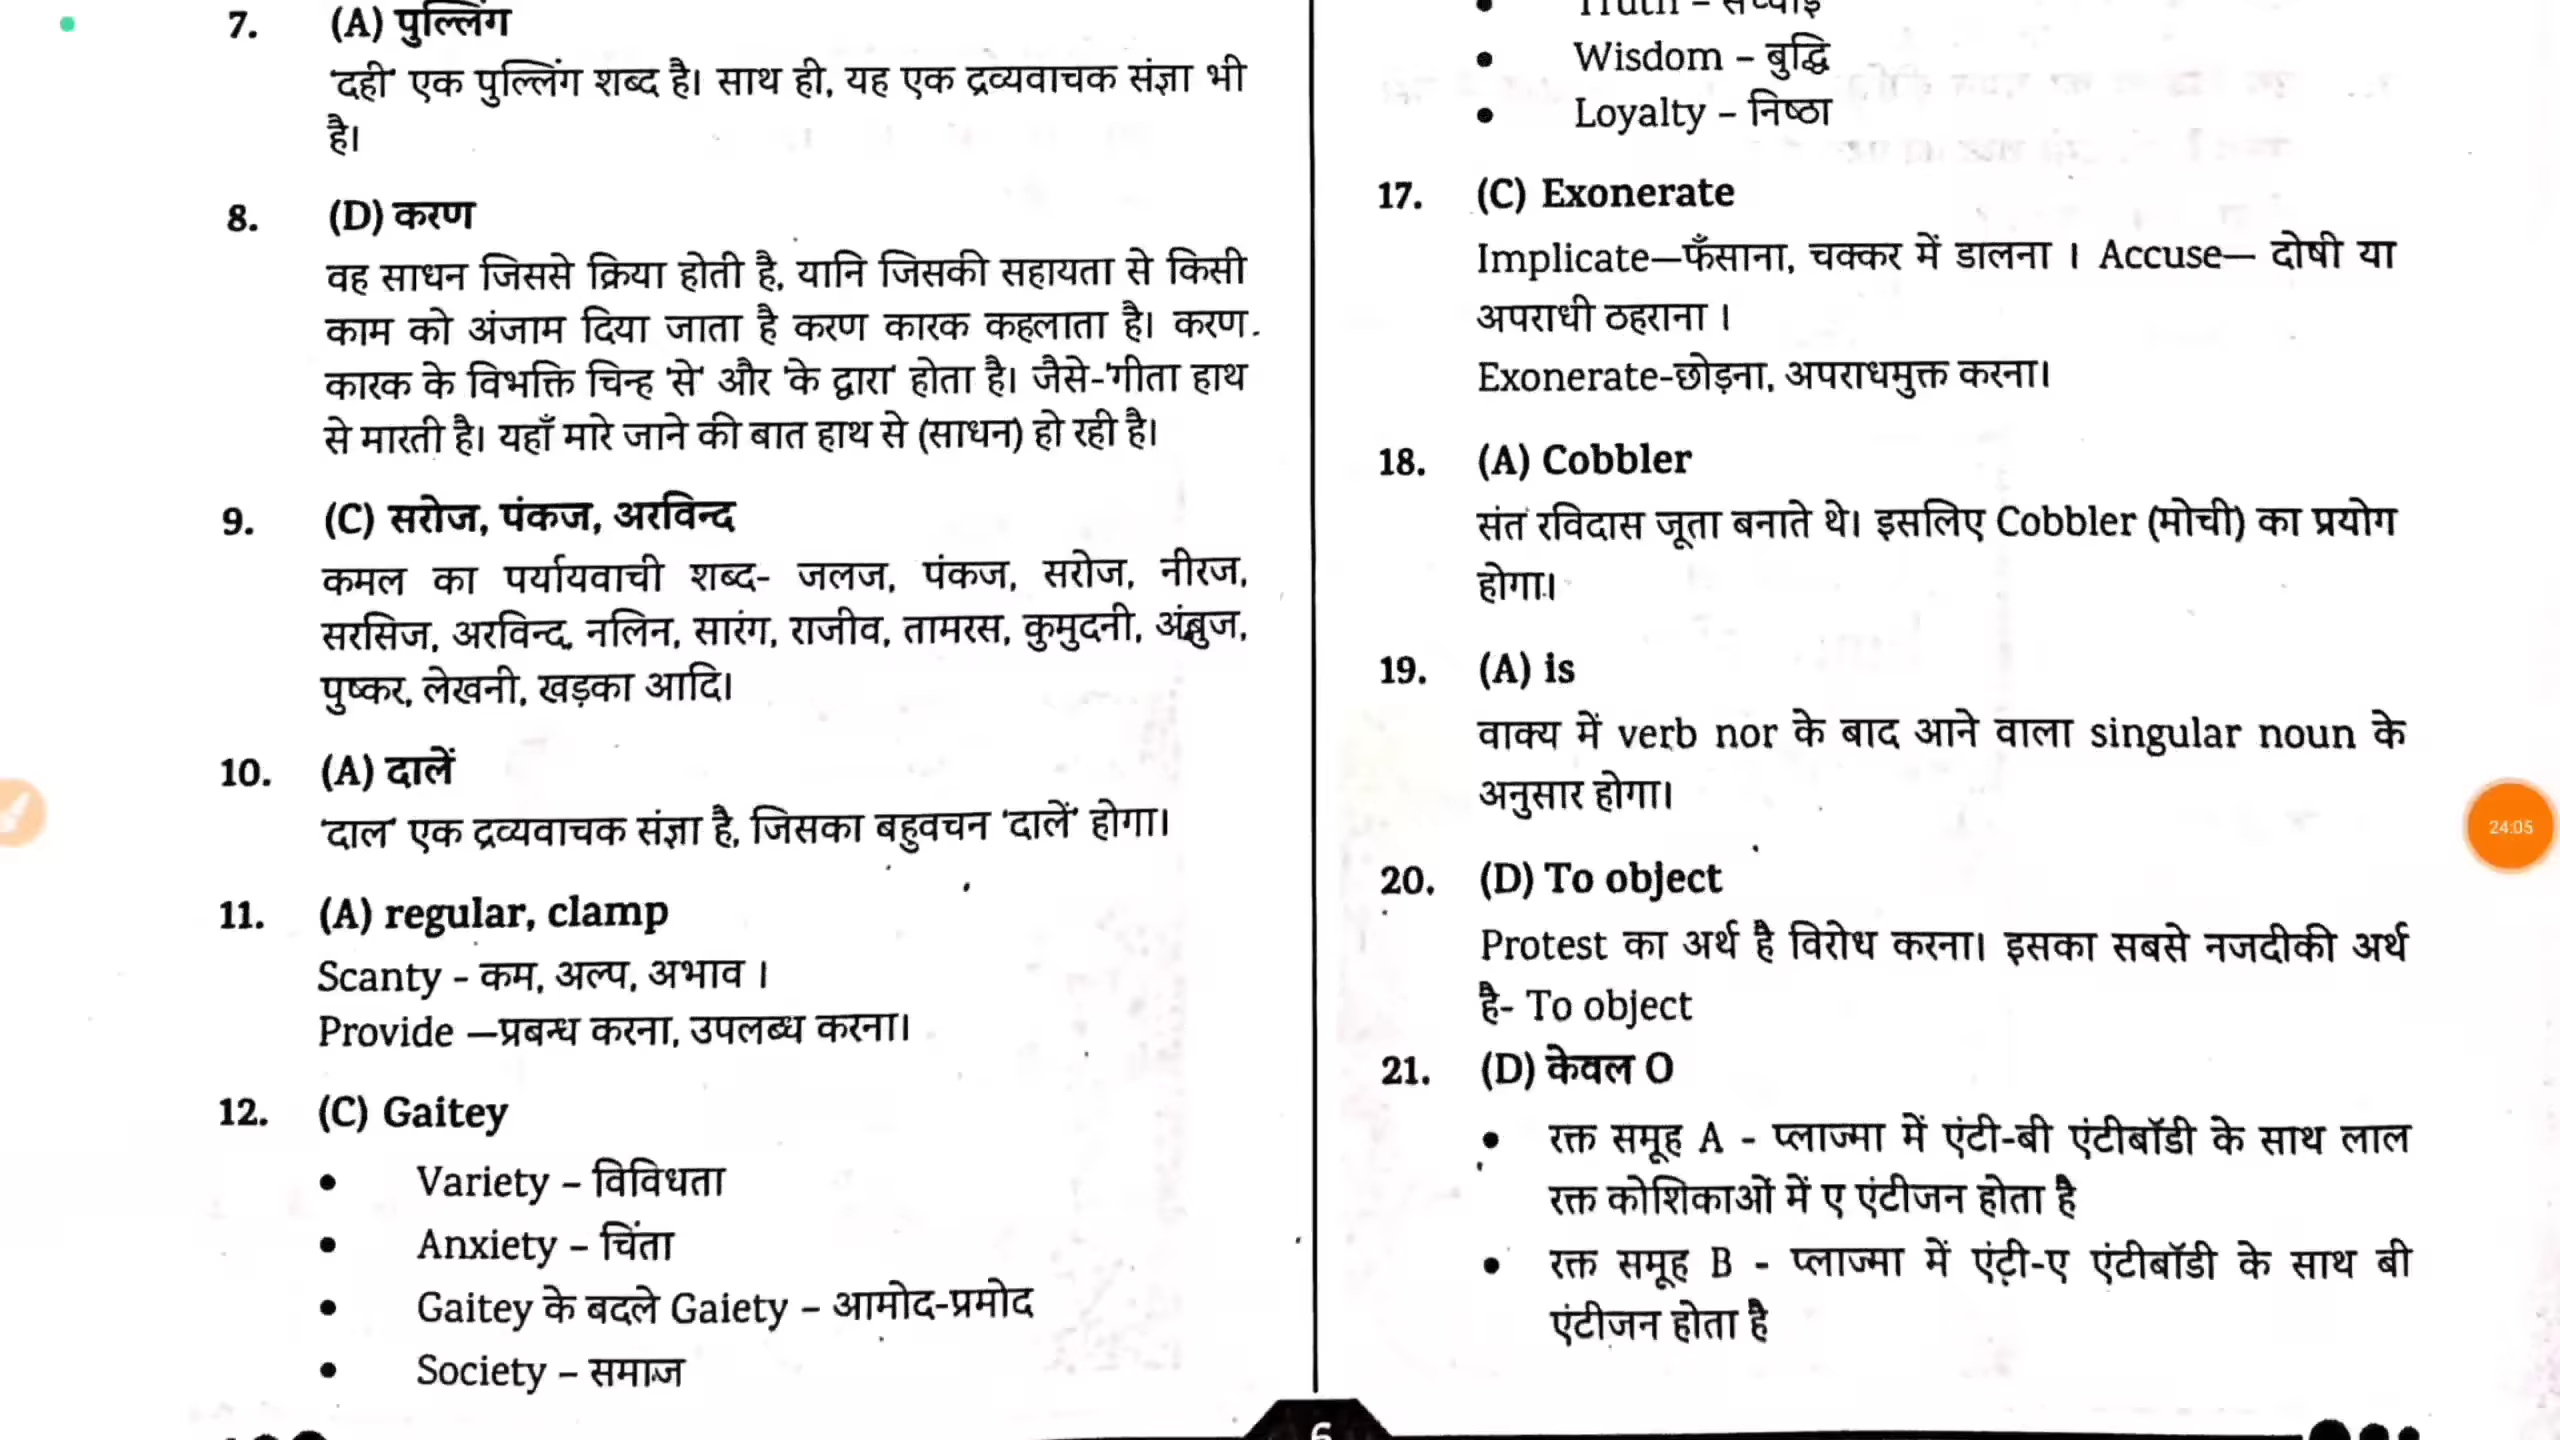 7. (A) पुल्लिंग
'दही' एक पुल्लिंग शब्द है। साथ ही, यह एक द्रव्यवाचक संज्ञा भी
है।
8. (D) करण
वह साधन जिससे क्रिया होती है, यानि जिसकी सहायता से किसी
काम को अंजाम दिया जाता है करण कारक कहलाता है। करण
कारक के विभक्ति चिन्ह 'से' और 'के द्वारा' होता है। जैसे-'गीता हाथ
से मारती है। यहाँ मारे जाने की बात हाथ से (साधन) हो रही है।
9. (C) सरोज, पंकज, अरविन्द
कमल का पर्यायवाची शब्द- जलज, पंकज, सरोज, नीरज,
सरसिज, अरविन्द, नलिन, सारंग, राजीव, तामरस, कुमुदनी, अंबुज,
पुष्कर, लेखनी, खड़का आदि।
10. (A) दालें
'दाल' एक द्रव्यवाचक संज्ञा है, जिसका बहुवचन 'दालें' होगा।
11. (A) regular, clamp
Scanty - कम, अल्प, अभाव ।
Provide —प्रबन्ध करना, उपलब्ध करना।
12. (C) Gaitey
• Variety – विविधता
• Anxiety – चिंता
• Gaitey के बदले Gaiety – आमोद-प्रमोद
• Society – समाज
• Truth – सच्चाई
• Wisdom – बुद्धि
• Loyalty – निष्ठा
17. (C) Exonerate
Implicate—फँसाना, चक्कर में डालना । Accuse— दोषी या
अपराधी ठहराना ।
Exonerate-छोड़ना, अपराधमुक्त करना।
18. (A) Cobbler
संत रविदास जूता बनाते थे। इसलिए Cobbler (मोची) का प्रयोग
होगा।
19. (A) is
वाक्य में verb nor के बाद आने वाला singular noun के
अनुसार होगा।
20. (D) To object
Protest का अर्थ है विरोध करना। इसका सबसे नजदीकी अर्थ
है- To object
21. (D) केवल O
• रक्त समूह A - प्लाज्मा में एंटी-बी एंटीबॉडी के साथ लाल
रक्त कोशिकाओं में ए एंटीजन होता है
• रक्त समूह B - प्लाज्मा में एंटी-ए एंटीबॉडी के साथ बी
एंटीजन होता है
24:05
6